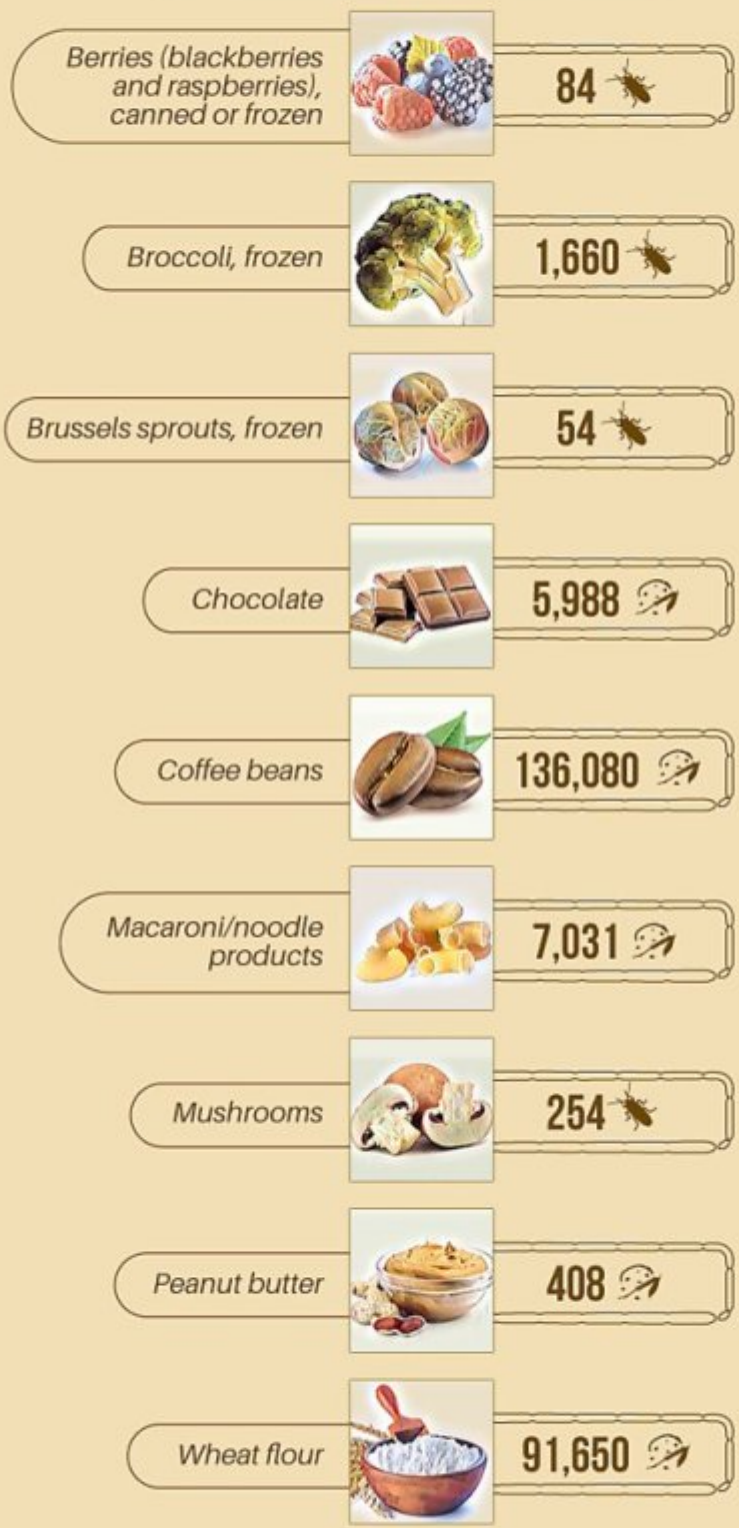 Berries (blackberries
and raspberries),
canned or frozen
84
Broccoli, frozen
1,660
Brussels sprouts, frozen
54
Chocolate
5,988
Coffee beans
136,080
Macaroni/noodle
products
7,031
Mushrooms
254
Peanut butter
408
Wheat flour
91,650